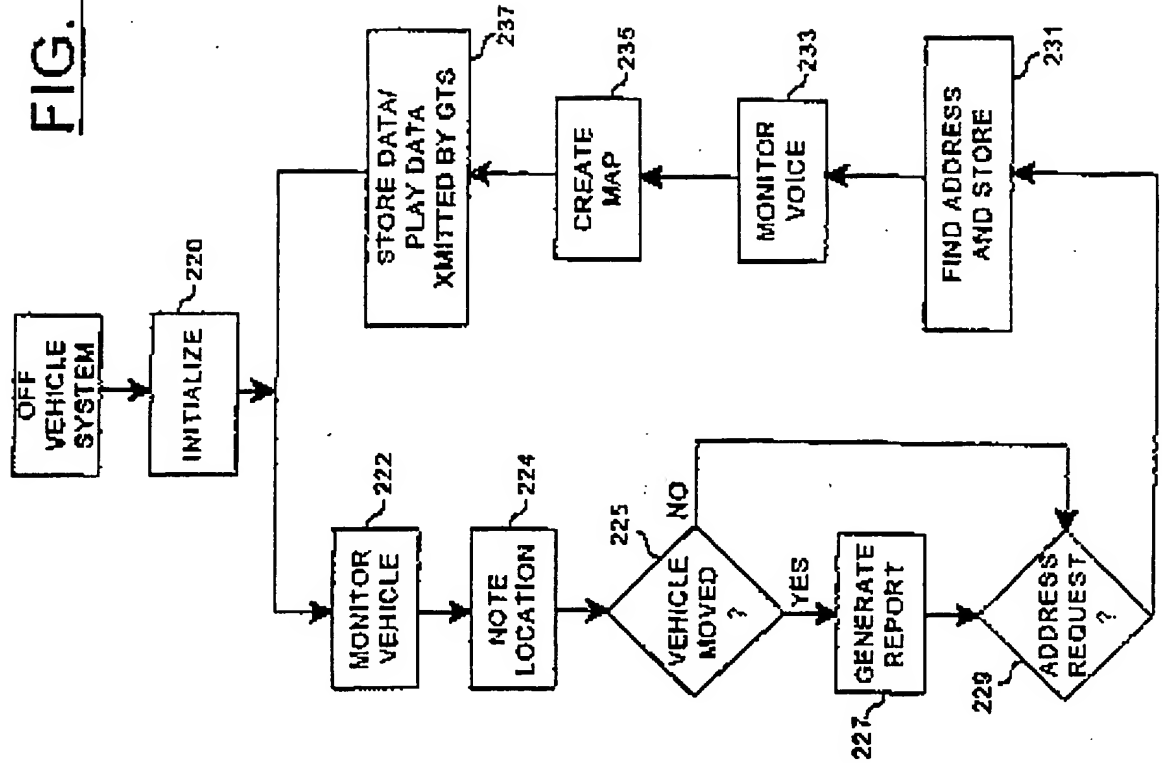 FIG.
OFF
VEHICLE
SYSTEM
220
INITIALIZE
222
MONITOR
VEHICLE
224
NOTE
LOCATION
225
VEHICLE
MOVED
?
NO
YES
227
GENERATE
REPORT
229
ADDRESS
REQUEST
?
231
FIND ADDRESS
AND STORE
233
MONITOR
VOICE
235
CREATE
MAP
237
STORE DATA/
PLAY DATA
XMITTED BY GTS